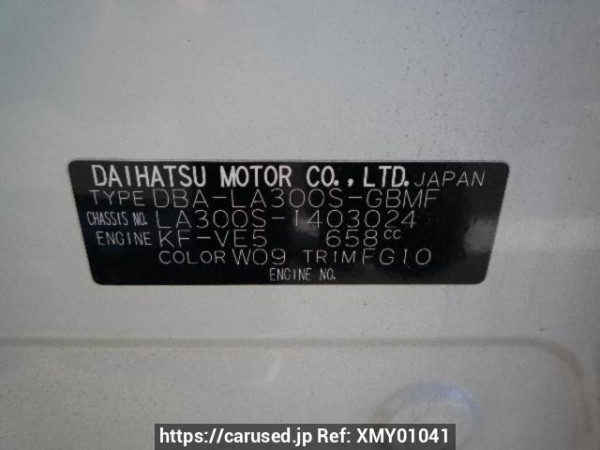 DAIHATSU MOTOR CO., LTD. JAPAN
TYPE DBA-LA300S-GBMF
CHASSIS NO. LA300S-1403024
ENGINE KF-VE5 658CC
COLOR W09 TRIM FG10
ENGINE NO.
https://carused.jp Ref: XMY01041